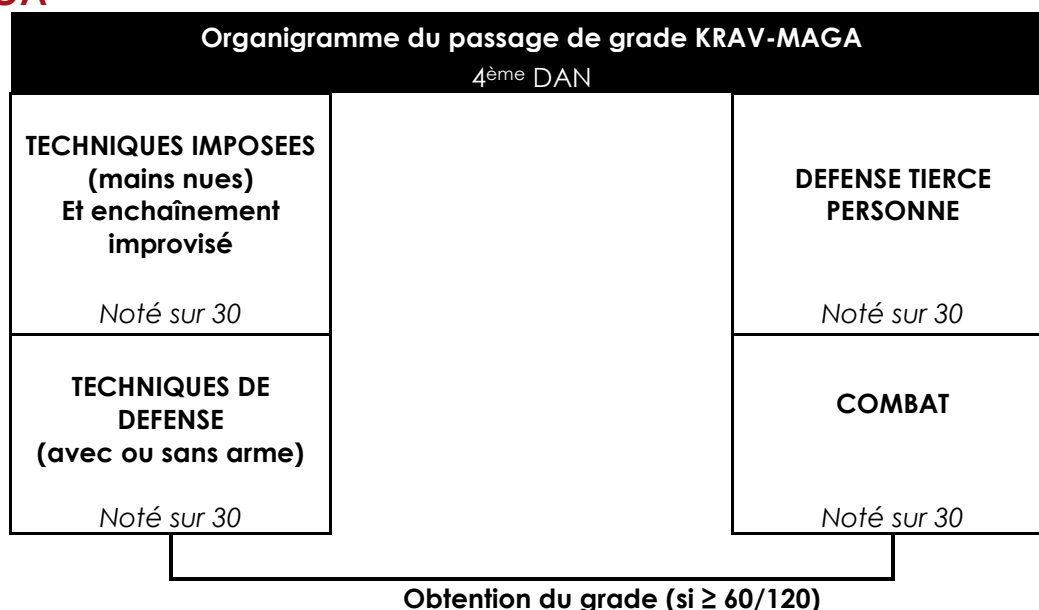 Organigramme du passage de grade KRAV-MAGA
4ème DAN
TECHNIQUES IMPOSEES
(mains nues)
Et enchaînement
improvisé
Noté sur 30
DEFENSE TIERCE
PERSONNE
Noté sur 30
TECHNIQUES DE
DEFENSE
(avec ou sans arme)
Noté sur 30
COMBAT
Noté sur 30
Obtention du grade (si ≥ 60/120)